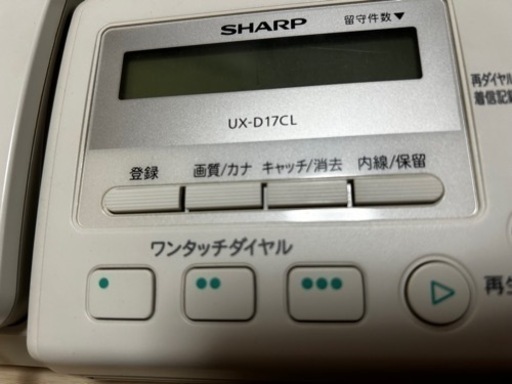 SHARP
留守件数▼
再ダイヤル
着信記録
UX-D17CL
登録
画質/カナ
キャッチ/消去
内線/保留
ワンタッチダイヤル
再生